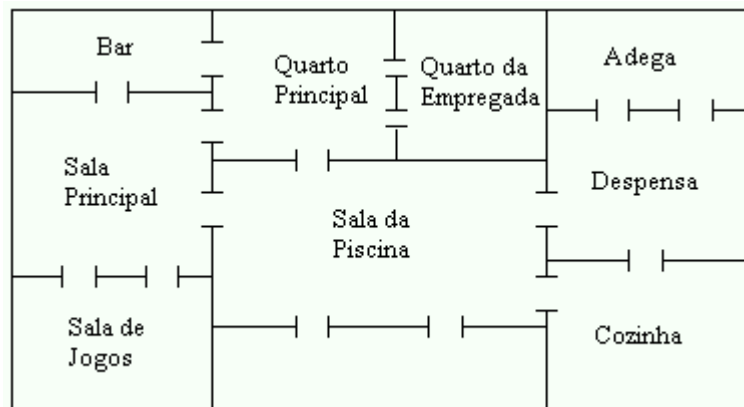 Bar
Quarto
Principal
Quarto da
Empregada
Adega
Sala
Principal
Sala da
Piscina
Despensa
Sala de
Jogos
Cozinha